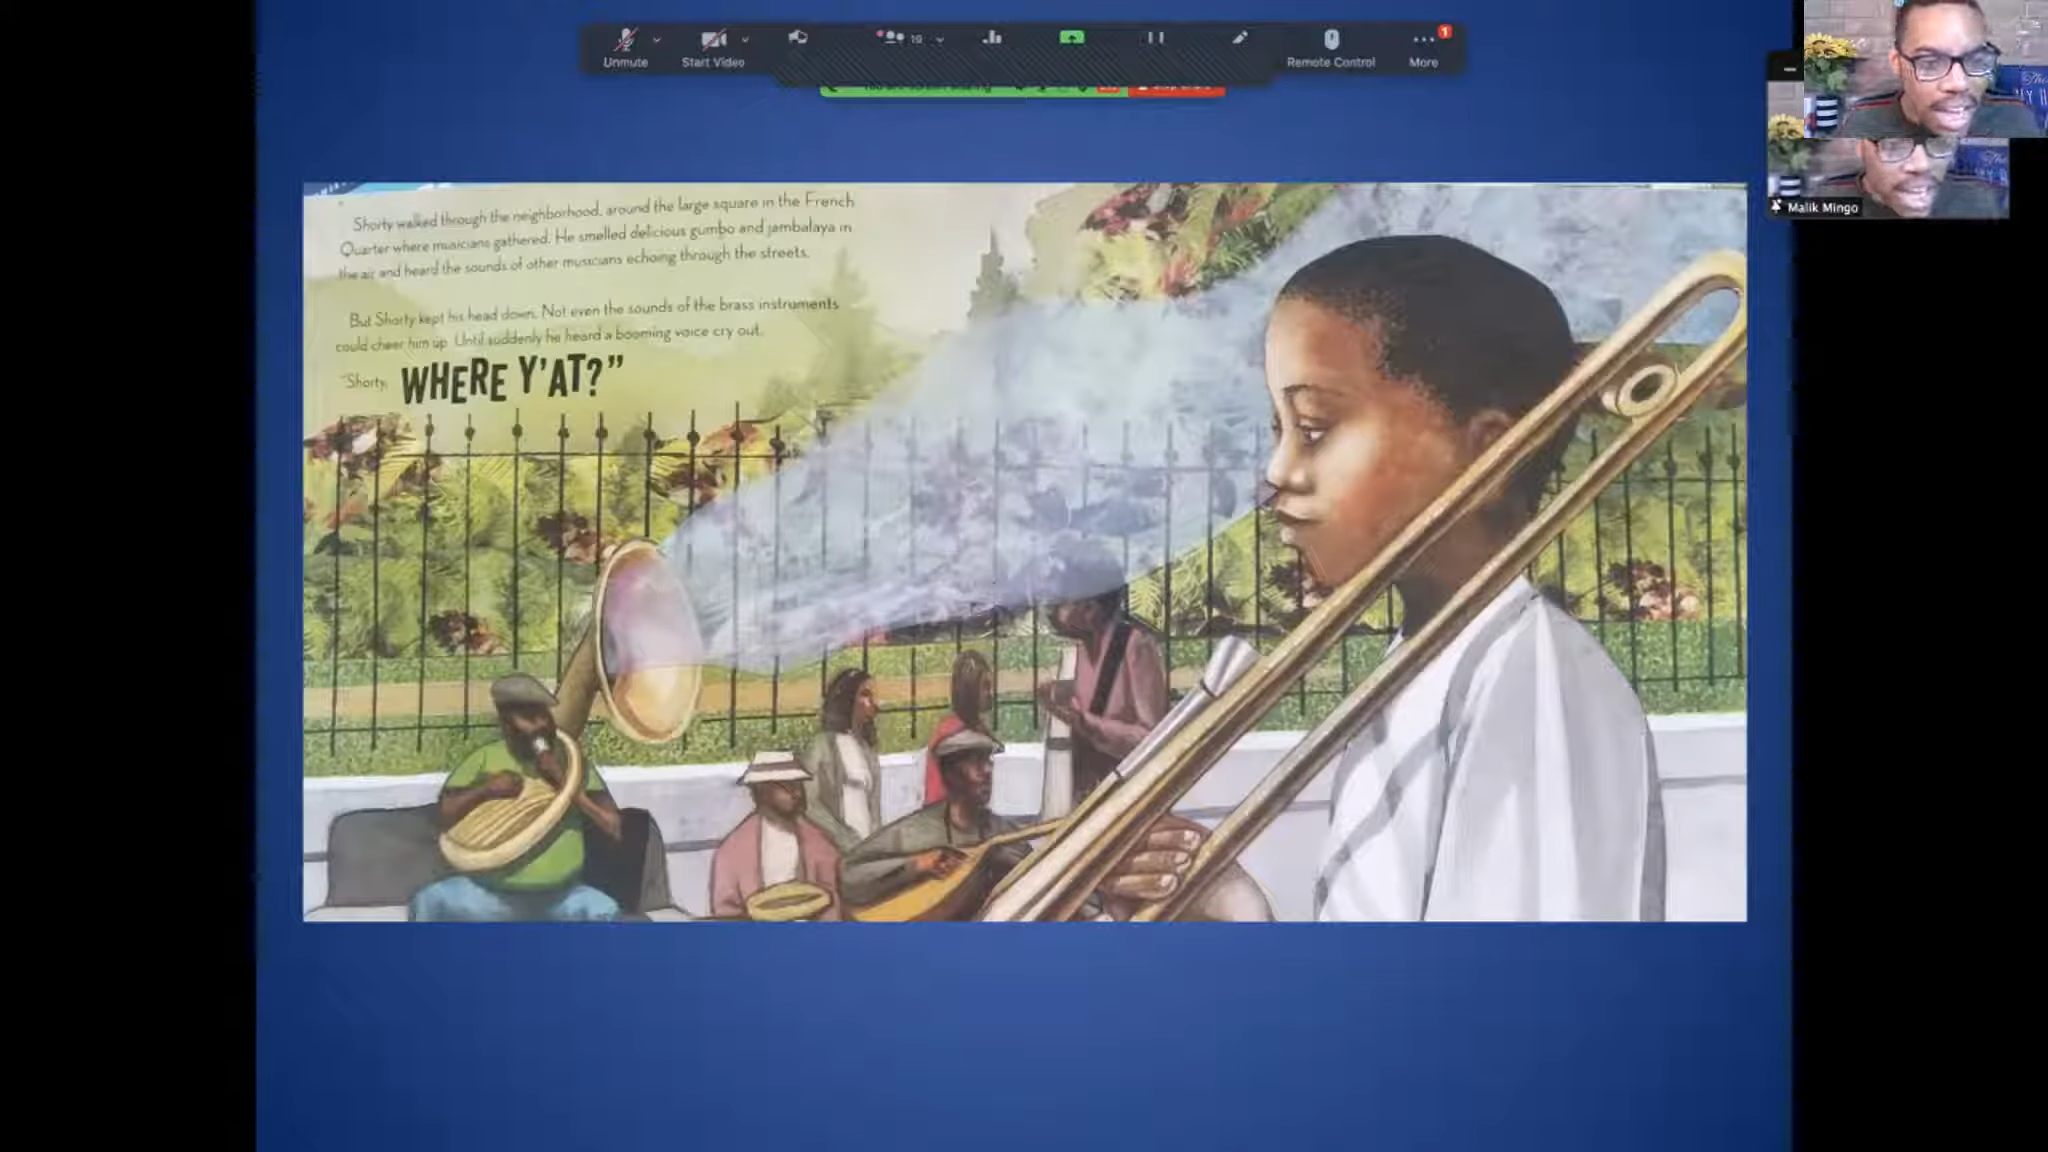 19
1
Unmute
Start Video
Remote Control
More
Malik Mingo
Shorty walked through the neighborhood, around the large square in the French
Quarter where musicians gathered. He smelled delicious gumbo and jambalaya in
the air and heard the sounds of other musicians echoing through the streets.
But Shorty kept his head down. Not even the sounds of the brass instruments
could cheer him up. Until suddenly he heard a booming voice cry out,
"Shorty, WHERE Y'AT?"